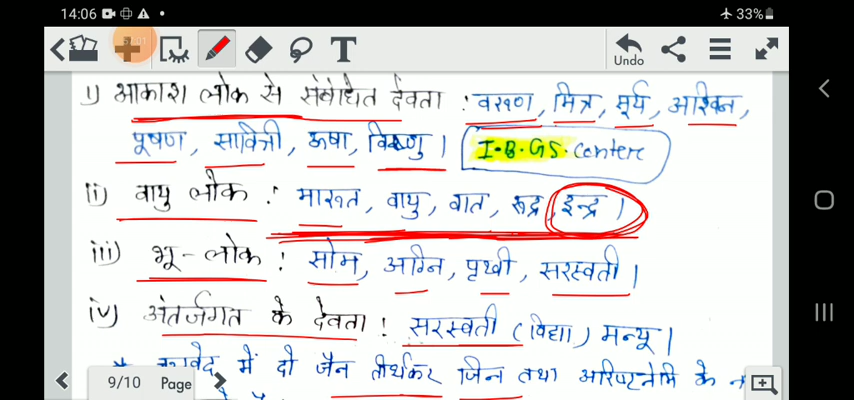 14:06 33%
Undo
i) आकाश लोक से संबंधित देवता : वरुण, मित्र, सूर्य, अश्विन,
पूषण, सावित्री, ऊषा, विष्णु। I.B.GS. Centere
ii) वायु लोक : मारुत, वायु, वात, रूद्र, इन्द्र।
iii) भू-लोक : सोम, अग्नि, पृथ्वी, सरस्वती।
iv) अंतर्जगत के देवता : सरस्वती (विद्या) मन्यू।
में दो जैन तीर्थंकर जिन तथा अरिष्टनेमि के
9/10 Page